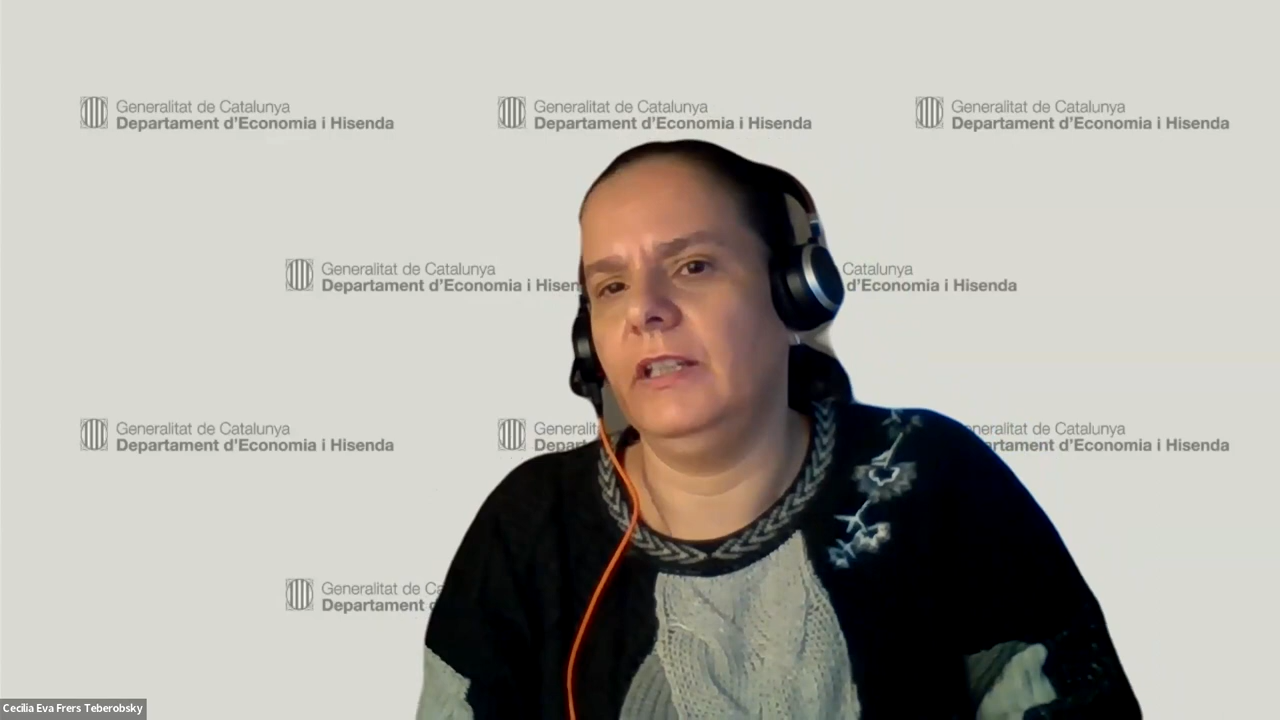 Generalitat de Catalunya
Departament d'Economia i Hisenda
Generalitat de Catalunya
Departament d'Economia i Hisenda
Generalitat de Catalunya
Departament d'Economia i Hisenda
Generalitat de Catalunya
Departament d'Economia i Hisen
Catalunya
d'Economia i Hisenda
Generalitat de Catalunya
Departament d'Economia i Hisenda
Generalit
Depart
de Catalunya
d'Economia i Hisenda
Generalitat de Ca
Departament
Cecilia Eva Frers Teberobsky